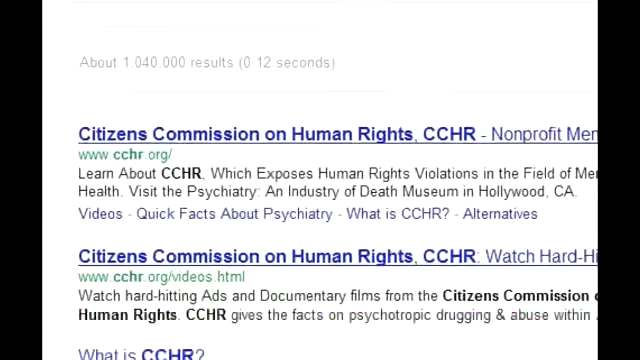 About 1.040.000 results (0 12 seconds)
Citizens Commission on Human Rights, CCHR - Nonprofit Men
www.cchr.org/
Learn About CCHR, Which Exposes Human Rights Violations in the Field of Me
Health. Visit the Psychiatry: An Industry of Death Museum in Hollywood, CA.
Videos - Quick Facts About Psychiatry - What is CCHR? - Alternatives
Citizens Commission on Human Rights, CCHR: Watch Hard-Hi
www.cchr.org/videos.html
Watch hard-hitting Ads and Documentary films from the Citizens Commission
Human Rights. CCHR gives the facts on psychotropic drugging & abuse within
What is CCHR?